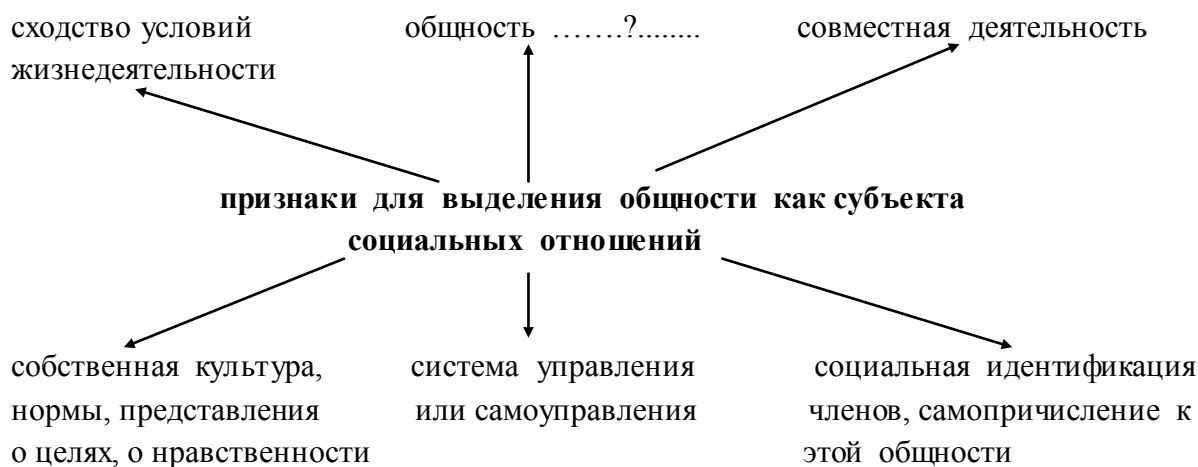 сходство условий
жизнедеятельности
общность …….?........
совместная деятельность
признаки для выделения общности как субъекта
социальных отношений
собственная культура,
нормы, представления
о целях, о нравственности
система управления
или самоуправления
социальная идентификация
членов, самопричисление к
этой общности